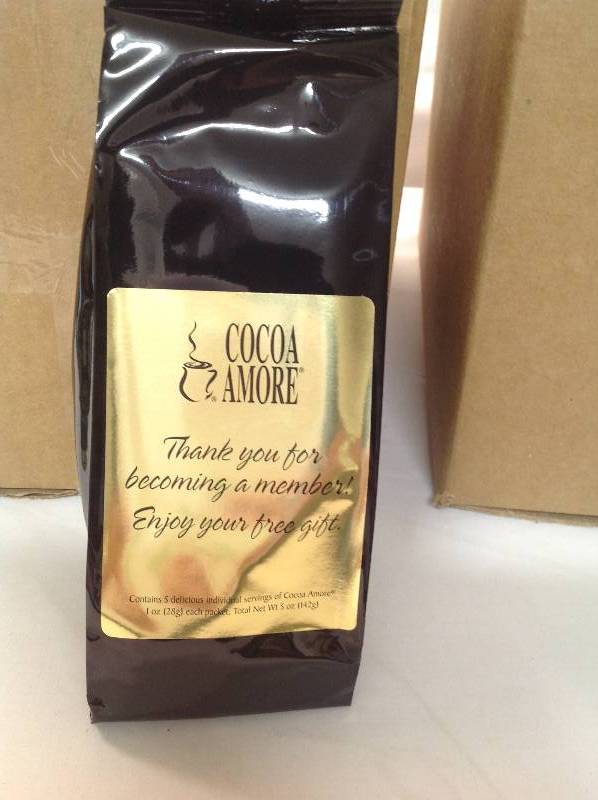 COCOA
AMORE®
Thank you for
becoming a member!
Enjoy your free gift.
Contains 5 delicious individual servings of Cocoa Amore®
1 oz (28g) each packet. Total Net Wt 5 oz (142g)